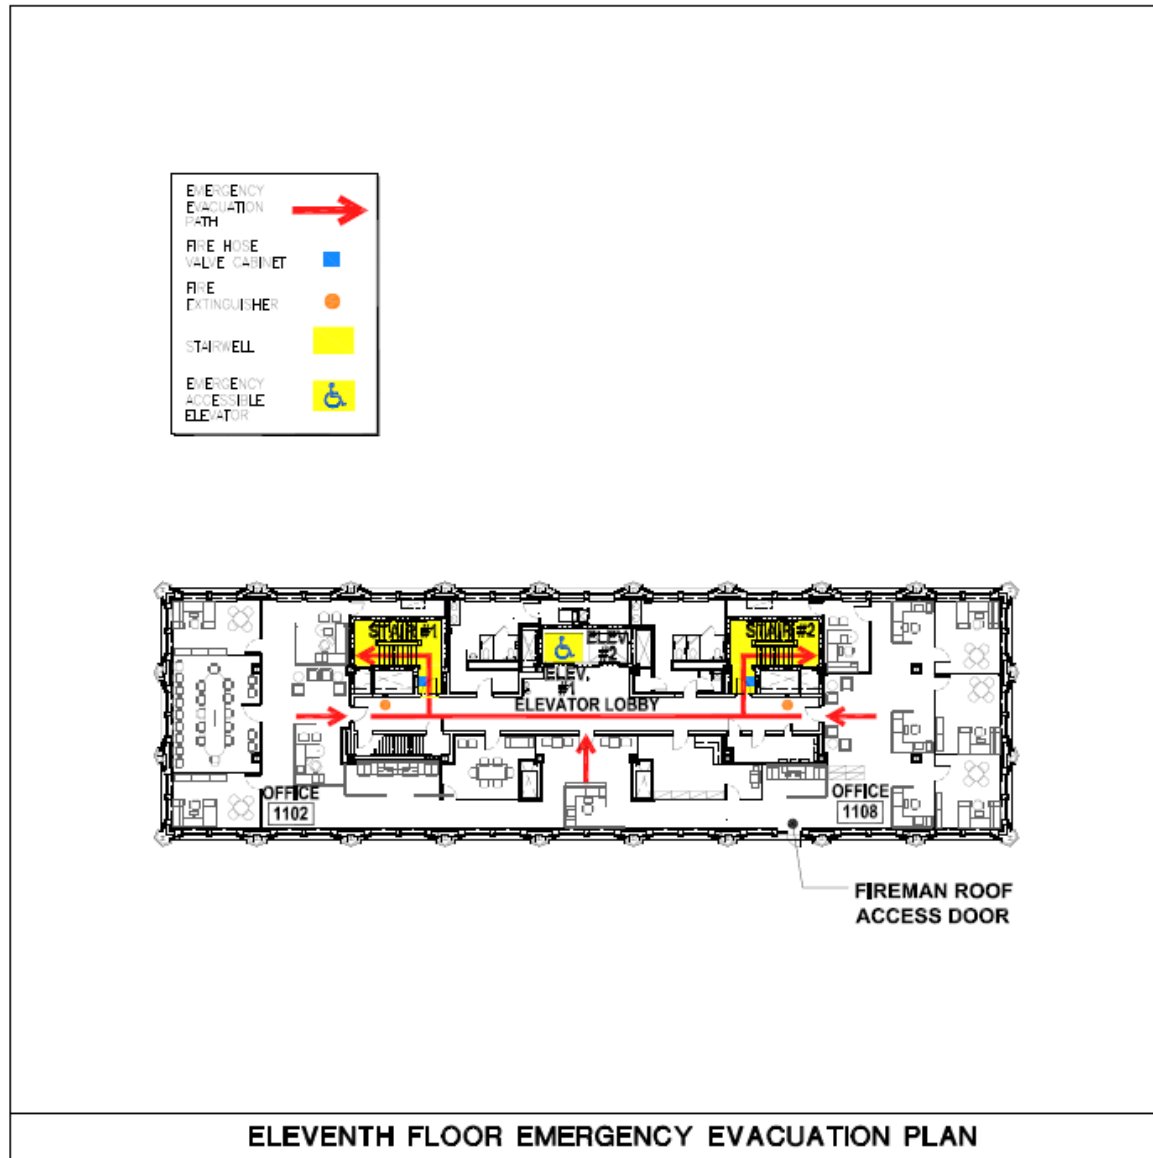 EMERGENCY
EVACUATION
PATH
FIRE HOSE
VALVE CABINET
FIRE
EXTINGUISHER
STAIRWELL
EMERGENCY
ACCESSIBLE
ELEVATOR
STAIR #1
ELEV.
#2
STAIR #2
ELEV.
#1
ELEVATOR LOBBY
OFFICE
1102
OFFICE
1108
FIREMAN ROOF
ACCESS DOOR
ELEVENTH FLOOR EMERGENCY EVACUATION PLAN